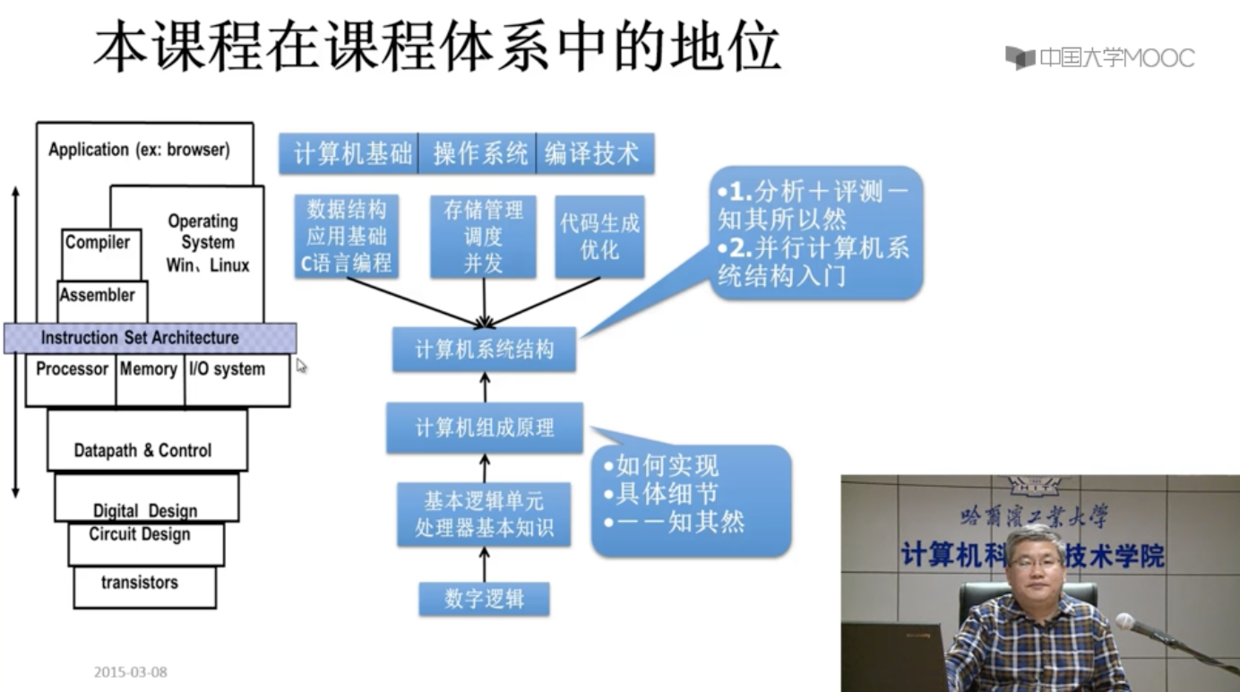 本课程在课程体系中的地位
中国大学MOOC
Application (ex: browser)
Operating
System
Win、Linux
Compiler
Assembler
Instruction Set Architecture
Processor
Memory
I/O system
Datapath & Control
Digital Design
Circuit Design
transistors
计算机基础
操作系统
编译技术
数据结构
应用基础
C语言编程
存储管理
调度
并发
代码生成
优化
计算机系统结构
计算机组成原理
基本逻辑单元
处理器基本知识
数字逻辑
•1.分析＋评测－
知其所以然
•2.并行计算机系
统结构入门
•如何实现
•具体细节
•－－知其然
HIT
哈尔滨工业大学
计算机科
技术学院
2015-03-08